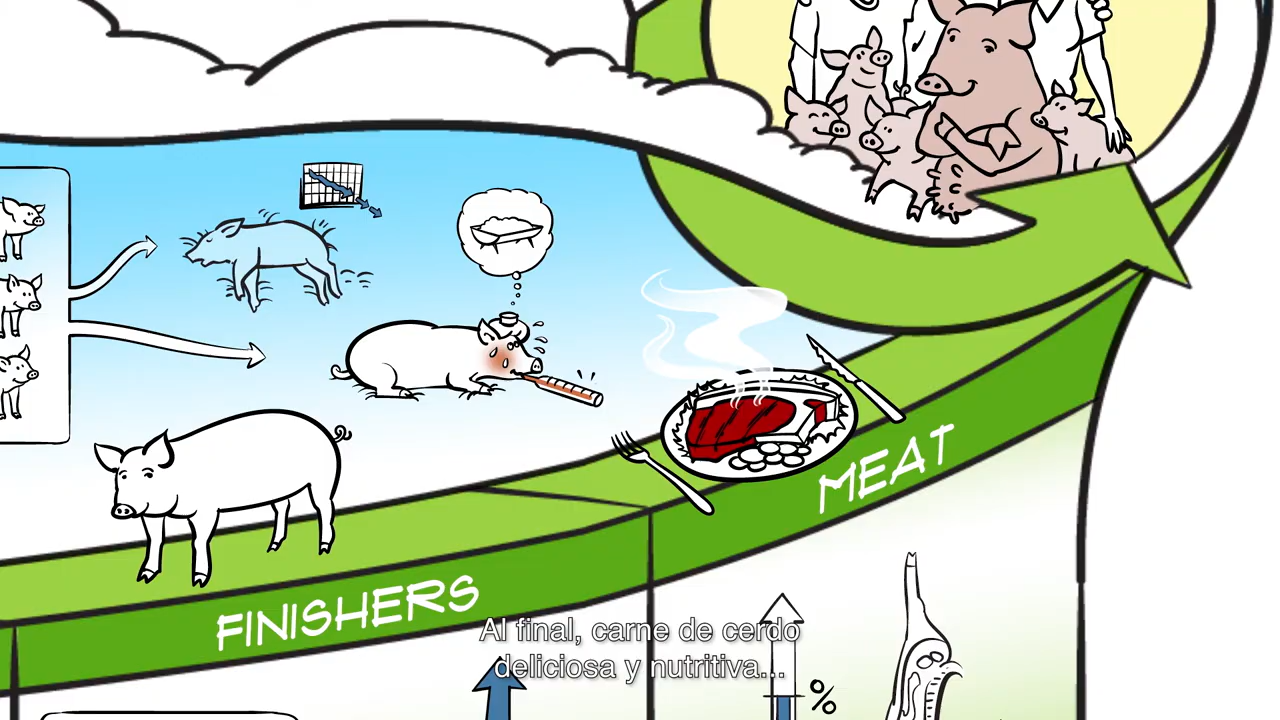 MEAT
FINISHERS
Al final, carne de cerdo
deliciosa y nutritiva...
%